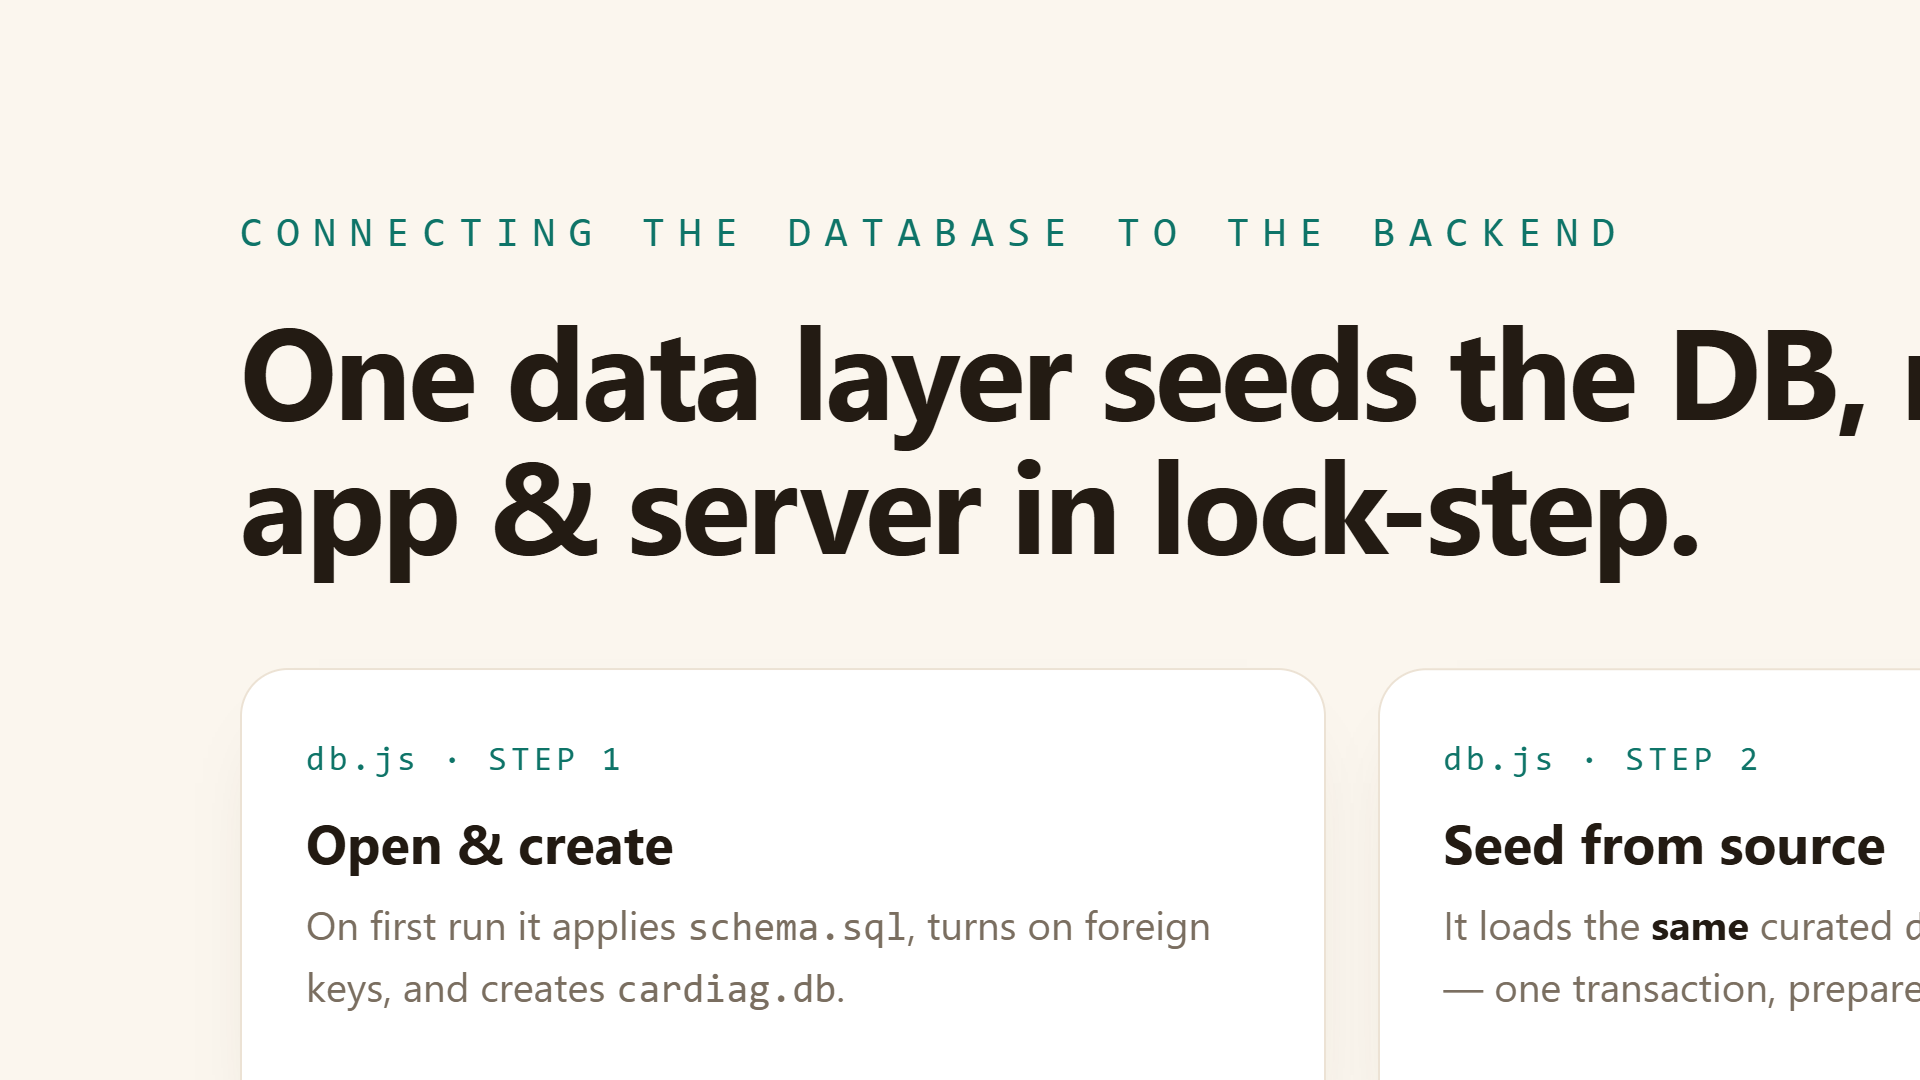 CONNECTING THE DATABASE TO THE BACKEND
One data layer seeds the DB,
app & server in lock-step.
db.js · STEP 1
Open & create
On first run it applies schema.sql, turns on foreign
keys, and creates cardiag.db.
db.js · STEP 2
Seed from source
It loads the same curated
— one transaction,